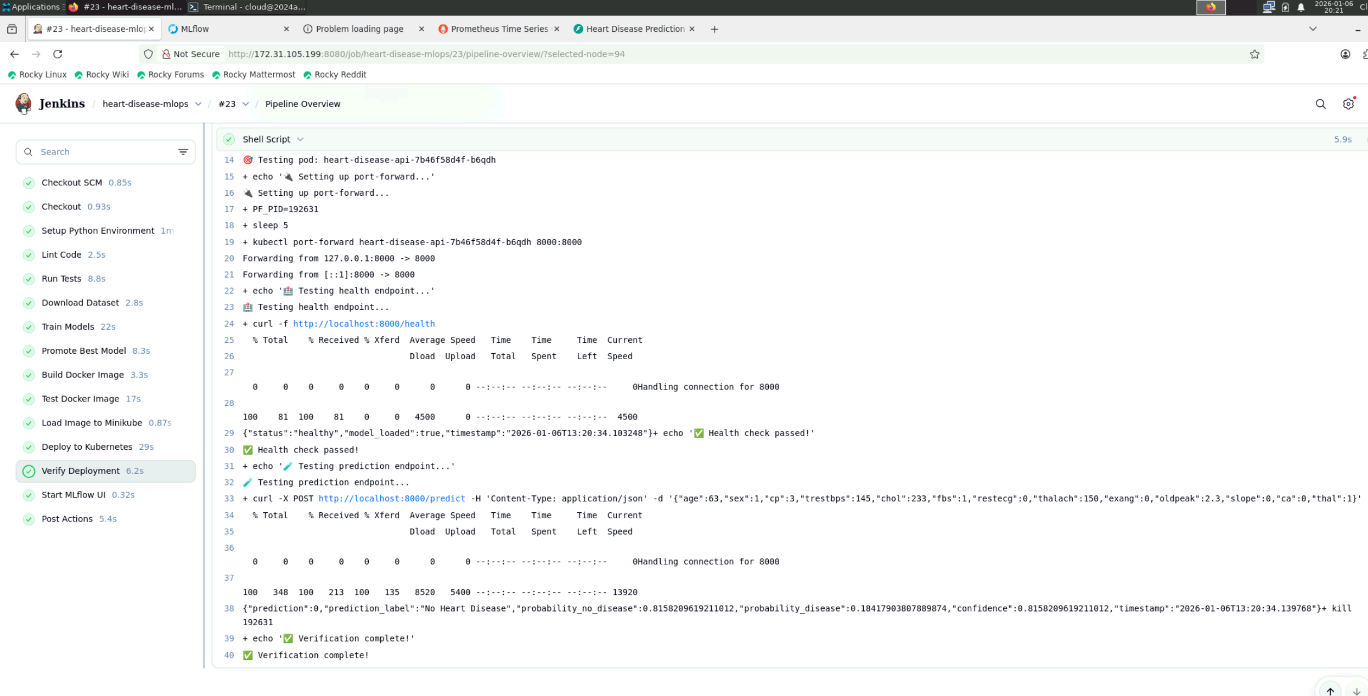 Applications
#23 - heart-disease-mlo...
Terminal - cloud@2024a...
2026-01-06
20:21
#23 - heart-disease-mlo
MLflow
Problem loading page
Prometheus Time Series
Heart Disease Prediction
Not Secure http://172.31.105.199:8080/job/heart-disease-mlops/23/pipeline-overview/?selected-node=94
Rocky Linux Rocky Wiki Rocky Forums Rocky Mattermost Rocky Reddit
Jenkins / heart-disease-mlops / #23 / Pipeline Overview
Search
Checkout SCM 0.85s
Checkout 0.93s
Setup Python Environment 1m
Lint Code 2.5s
Run Tests 8.8s
Download Dataset 2.8s
Train Models 22s
Promote Best Model 8.3s
Build Docker Image 3.3s
Test Docker Image 17s
Load Image to Minikube 0.87s
Deploy to Kubernetes 29s
Verify Deployment 6.2s
Start MLflow UI 0.32s
Post Actions 5.4s
Shell Script 5.9s
14 🎯 Testing pod: heart-disease-api-7b46f58d4f-b6qdh
15 + echo '🔌 Setting up port-forward...'
16 🔌 Setting up port-forward...
17 + PF_PID=192631
18 + sleep 5
19 + kubectl port-forward heart-disease-api-7b46f58d4f-b6qdh 8000:8000
20 Forwarding from 127.0.0.1:8000 -> 8000
21 Forwarding from [::1]:8000 -> 8000
22 + echo '🏥 Testing health endpoint...'
23 🏥 Testing health endpoint...
24 + curl -f http://localhost:8000/health
25 % Total % Received % Xferd Average Speed Time Time Time Current
26 Dload Upload Total Spent Left Speed
27
0 0 0 0 0 0 0 0 --:--:-- --:--:-- --:--:-- 0Handling connection for 8000
28
100 81 100 81 0 0 4500 0 --:--:-- --:--:-- --:--:-- 4500
29 {"status":"healthy","model_loaded":true,"timestamp":"2026-01-06T13:20:34.103248"}+ echo '✅ Health check passed!'
30 ✅ Health check passed!
31 + echo '🧪 Testing prediction endpoint...'
32 🧪 Testing prediction endpoint...
33 + curl -X POST http://localhost:8000/predict -H 'Content-Type: application/json' -d '{"age":63,"sex":1,"cp":3,"trestbps":145,"chol":233,"fbs":1,"restecg":0,"thalach":150,"exang":0,"oldpeak":2.3,"slope":0,"ca":0,"thal":1}'
34 % Total % Received % Xferd Average Speed Time Time Time Current
35 Dload Upload Total Spent Left Speed
36
0 0 0 0 0 0 0 0 --:--:-- --:--:-- --:--:-- 0Handling connection for 8000
37
100 348 100 213 100 135 8520 5400 --:--:-- --:--:-- --:--:-- 13920
38 {"prediction":0,"prediction_label":"No Heart Disease","probability_no_disease":0.8158209619211012,"probability_disease":0.18417903807889874,"confidence":0.8158209619211012,"timestamp":"2026-01-06T13:20:34.139768"}+ kill
192631
39 + echo '✅ Verification complete!'
40 ✅ Verification complete!